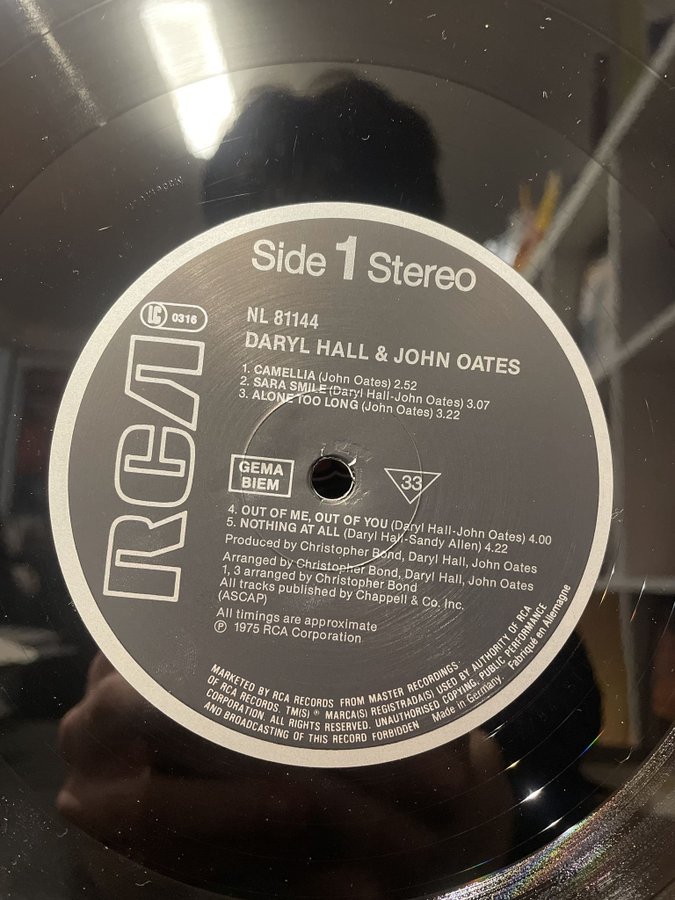 Side 1 Stereo
NL 81144
DARYL HALL & JOHN OATES
LC 0316
RCA
1. CAMELLIA (John Oates) 2.52
2. SARA SMILE (Daryl Hall-John Oates) 3.07
3. ALONE TOO LONG (John Oates) 3.22
GEMA
BIEM
33
4. OUT OF ME, OUT OF YOU (Daryl Hall-John Oates) 4.00
5. NOTHING AT ALL (Daryl Hall-Sandy Allen) 4.22
Produced by Christopher Bond, Daryl Hall, John Oates
Arranged by Christopher Bond, Daryl Hall, John Oates
1, 3 arranged by Christopher Bond
All tracks published by Chappell & Co. Inc.
(ASCAP)
All timings are approximate
℗ 1975 RCA Corporation
MARKETED BY RCA RECORDS FROM MASTER RECORDINGS
OF RCA RECORDS. TM(S) ® MARCA(S) REGISTRADA(S) USED BY AUTHORITY OF RCA
CORPORATION. ALL RIGHTS RESERVED. UNAUTHORISED COPYING, PUBLIC PERFORMANCE
AND BROADCASTING OF THIS RECORD FORBIDDEN Made in Germany. Fabriqué en Allemagne